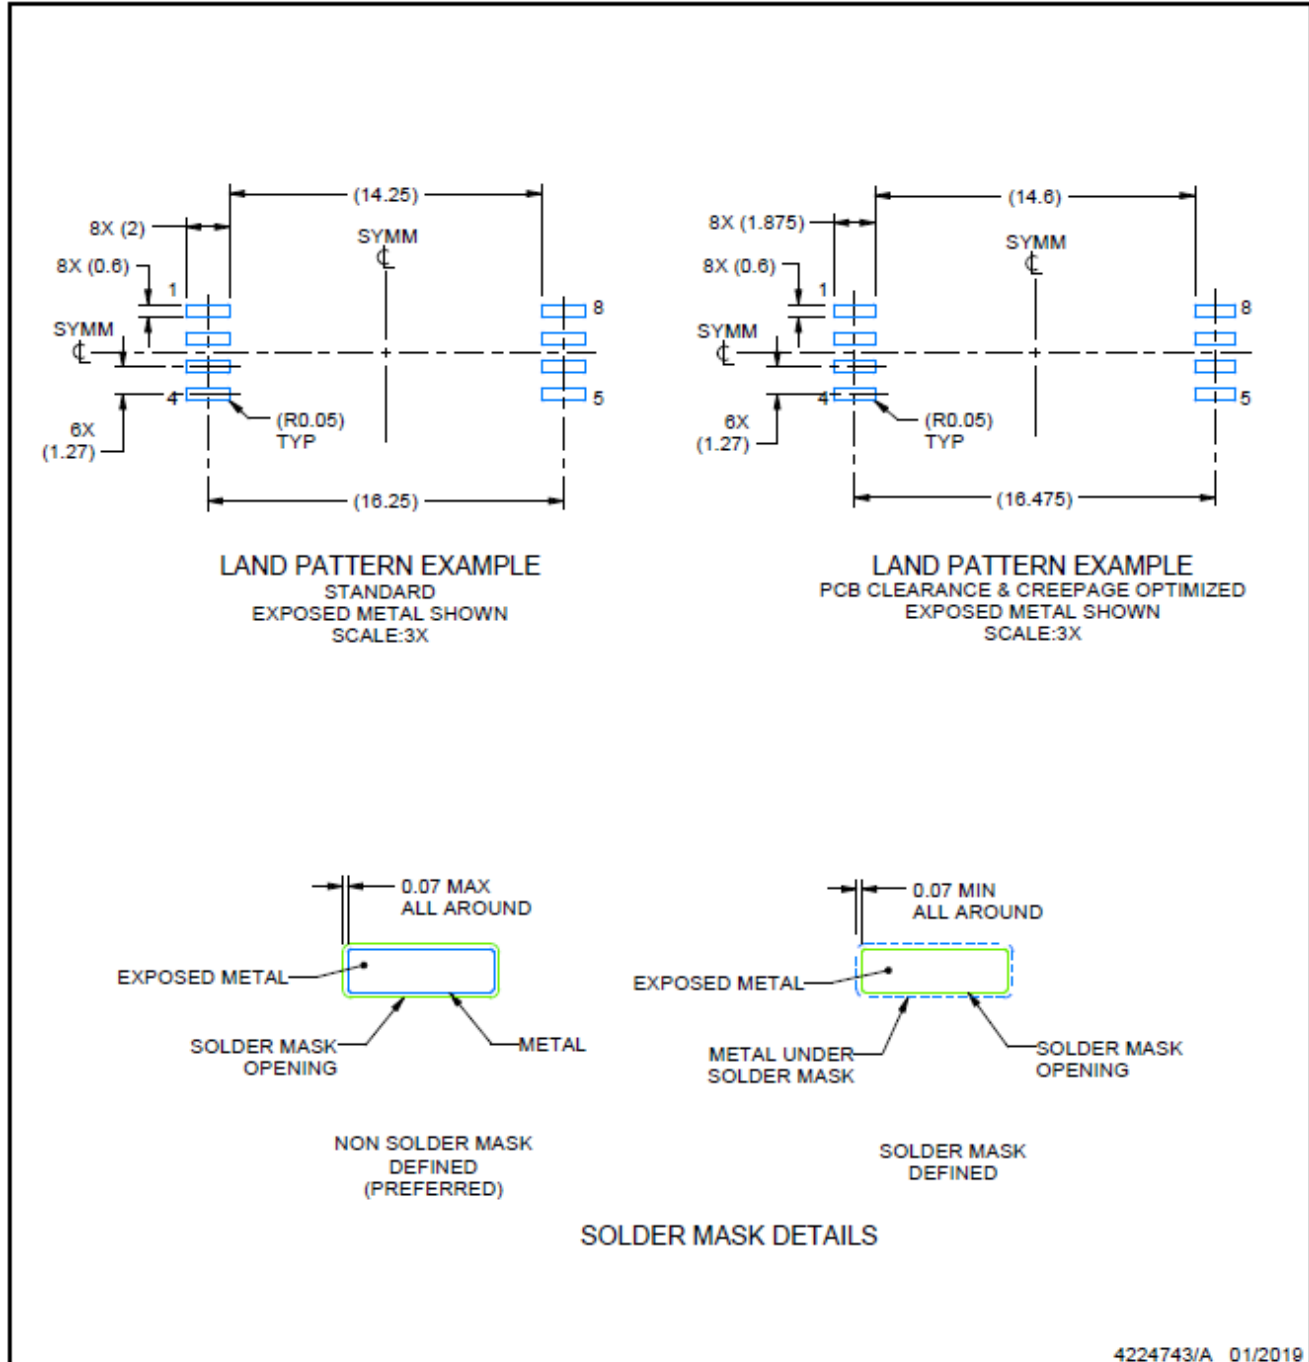 (14.25)
8X (2)
SYMM
8X (0.6)
1
8
SYMM
4
5
6X
(1.27)
(R0.05)
TYP
(16.25)
LAND PATTERN EXAMPLE
STANDARD
EXPOSED METAL SHOWN
SCALE:3X
(14.6)
8X (1.875)
SYMM
8X (0.6)
1
8
SYMM
4
5
6X
(1.27)
(R0.05)
TYP
(16.475)
LAND PATTERN EXAMPLE
PCB CLEARANCE & CREEPAGE OPTIMIZED
EXPOSED METAL SHOWN
SCALE:3X
0.07 MAX
ALL AROUND
EXPOSED METAL
SOLDER MASK
OPENING
METAL
NON SOLDER MASK
DEFINED
(PREFERRED)
0.07 MIN
ALL AROUND
EXPOSED METAL
METAL UNDER
SOLDER MASK
SOLDER MASK
OPENING
SOLDER MASK
DEFINED
SOLDER MASK DETAILS
4224743/A 01/2019